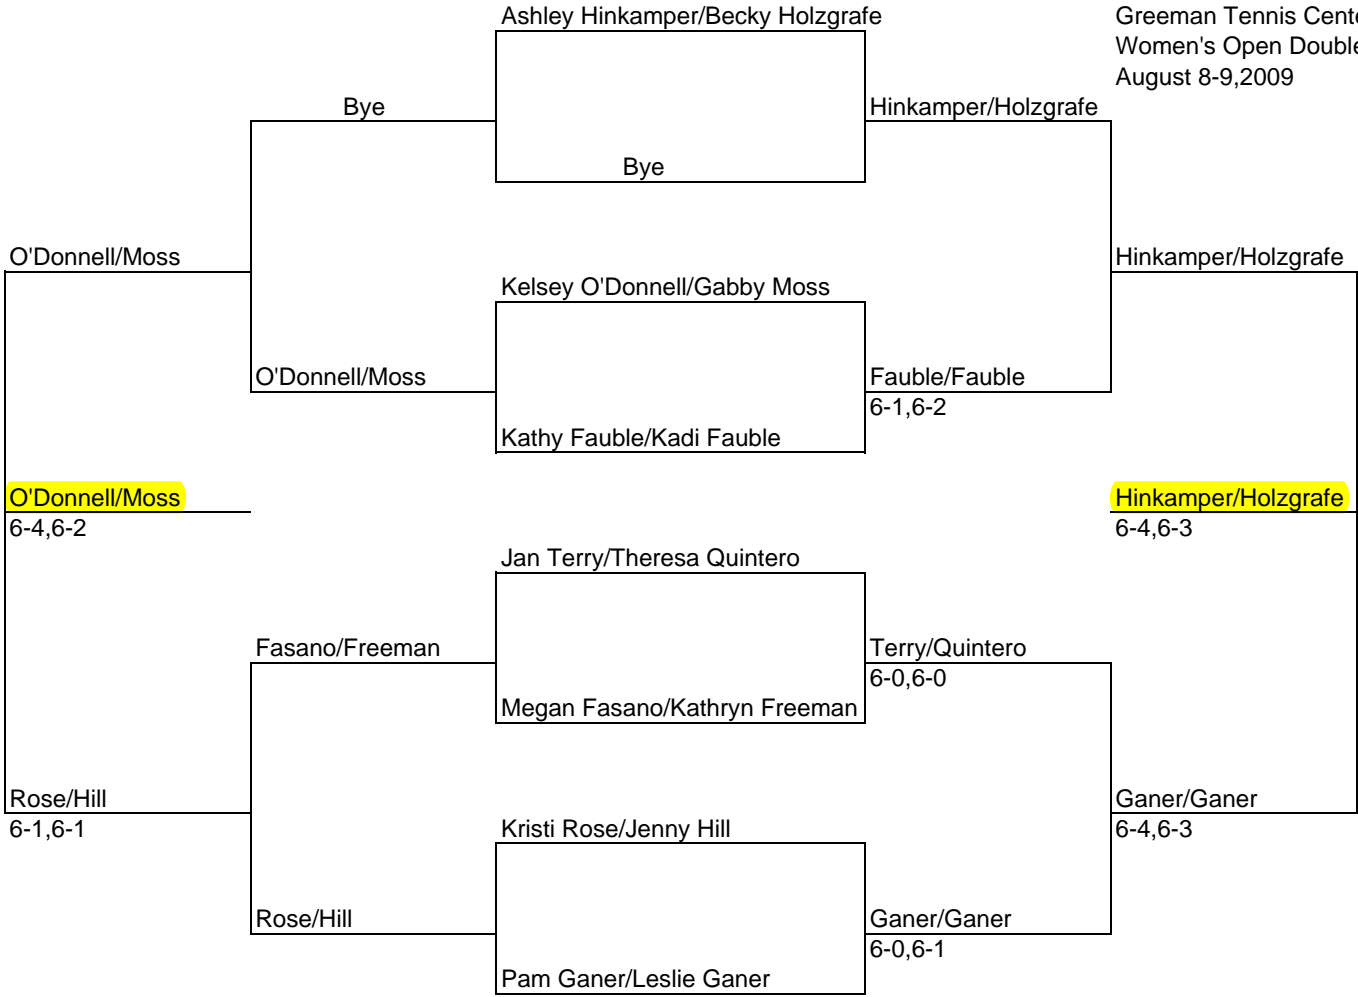 Ashley Hinkamper/Becky Holzgrafe
Greeman Tennis Cent
Women's Open Double
August 8-9,2009
Bye
Hinkamper/Holzgrafe
Bye
O'Donnell/Moss
Hinkamper/Holzgrafe
Kelsey O'Donnell/Gabby Moss
O'Donnell/Moss
Fauble/Fauble
6-1,6-2
Kathy Fauble/Kadi Fauble
O'Donnell/Moss
Hinkamper/Holzgrafe
6-4,6-2
6-4,6-3
Jan Terry/Theresa Quintero
Fasano/Freeman
Terry/Quintero
6-0,6-0
Megan Fasano/Kathryn Freeman
Rose/Hill
Ganer/Ganer
6-1,6-1
Kristi Rose/Jenny Hill
6-4,6-3
Rose/Hill
Ganer/Ganer
6-0,6-1
Pam Ganer/Leslie Ganer